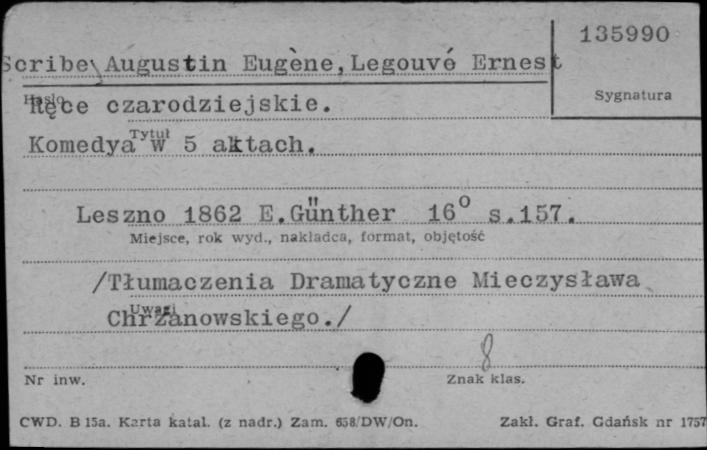 135990
Scribe, Augustin Eugène, Legouvé Ernest
Sygnatura
Hasło
Ręce czarodziejskie.
Tytuł
Komedya w 5 aktach.
Leszno 1862 E.Günther 16° s.157.
Miejsce, rok wyd., nakładca, format, objętość
/Tłumaczenia Dramatyczne Mieczysława
Uwagi
Chrzanowskiego./
8
Nr inw.
Znak klas.
CWD. B 15a. Karta katal. (z nadr.) Zam. 658/DW/On.
Zakł. Graf. Gdańsk nr 1757